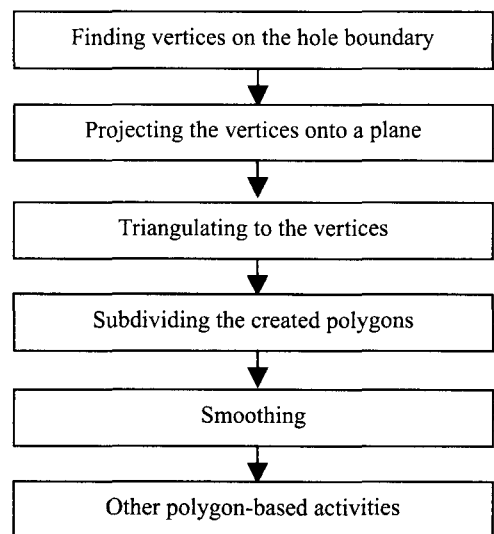 Finding vertices on the hole boundary
Projecting the vertices onto a plane
Triangulating to the vertices
Subdividing the created polygons
Smoothing
Other polygon-based activities